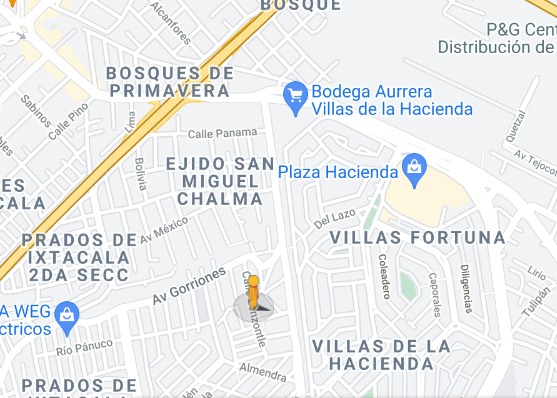 BOSQUE
Alcanfores
P&G Cent
Distribución de
BOSQUES DE
PRIMAVERA
Bodega Aurrera
Villas de la Hacienda
Sabinos
Calle Pino
Lima
Calle Panama
Quetzal
Av Tejocot
EJIDO SAN
MIGUEL
CHALMA
Bolivia
Plaza Hacienda
ES
CALA
Av México
Del Lazo
VILLAS FORTUNA
PRADOS DE
IXTACALA
2DA SECC
Coleadero
Caporales
Diligencias
Lirio
Tulipán
Av Gorriones
A WEG
ctricos
Río Pánuco
VILLAS DE LA
HACIENDA
Almendra
PRADOS DE